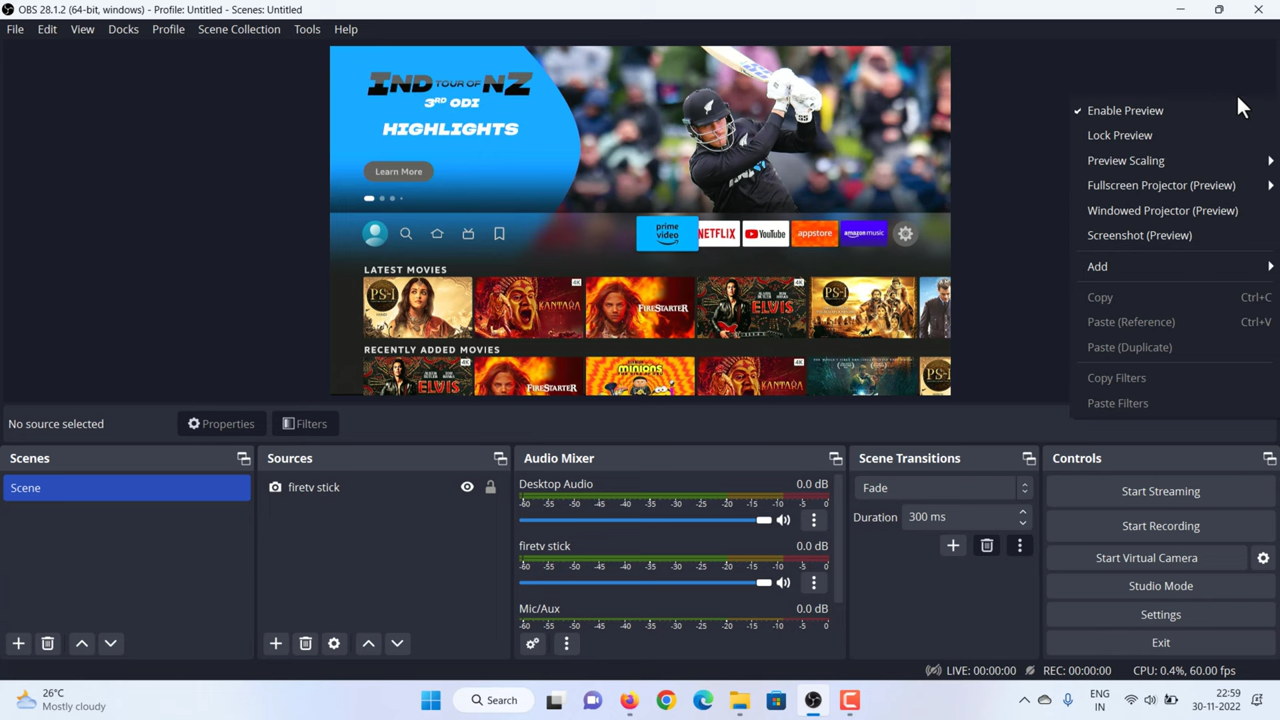 OBS 28.1.2 (64-bit, windows) - Profile: Untitled - Scenes: Untitled
File Edit View Docks Profile Scene Collection Tools Help
IND TOUR OF NZ
3RD ODI
HIGHLIGHTS
Learn More
prime video
NETFLIX
YouTube
appstore
amazon music
LATEST MOVIES
PS-I
4K
KANTARA
FIRESTARTER
4K
ELVIS
4K
PS-I
RECENTLY ADDED MOVIES
4K
ELVIS
FIRESTARTER
minions
4K
KANTARA
PS-I
Enable Preview
Lock Preview
Preview Scaling
Fullscreen Projector (Preview)
Windowed Projector (Preview)
Screenshot (Preview)
Add
Copy Ctrl+C
Paste (Reference) Ctrl+V
Paste (Duplicate)
Copy Filters
Paste Filters
No source selected Properties Filters
Scenes
Scene
Sources
firetv stick
Audio Mixer
Desktop Audio 0.0 dB
-60 -55 -50 -45 -40 -35 -30 -25 -20 -15 -10 -5 0
firetv stick 0.0 dB
-60 -55 -50 -45 -40 -35 -30 -25 -20 -15 -10 -5 0
Mic/Aux 0.0 dB
-60 -55 -50 -45 -40 -35 -30 -25 -20 -15 -10 -5 0
Scene Transitions
Fade
Duration 300 ms
Controls
Start Streaming
Start Recording
Start Virtual Camera
Studio Mode
Settings
Exit
LIVE: 00:00:00 REC: 00:00:00 CPU: 0.4%, 60.00 fps
26°C
Mostly cloudy
Search
ENG
IN
22:59
30-11-2022